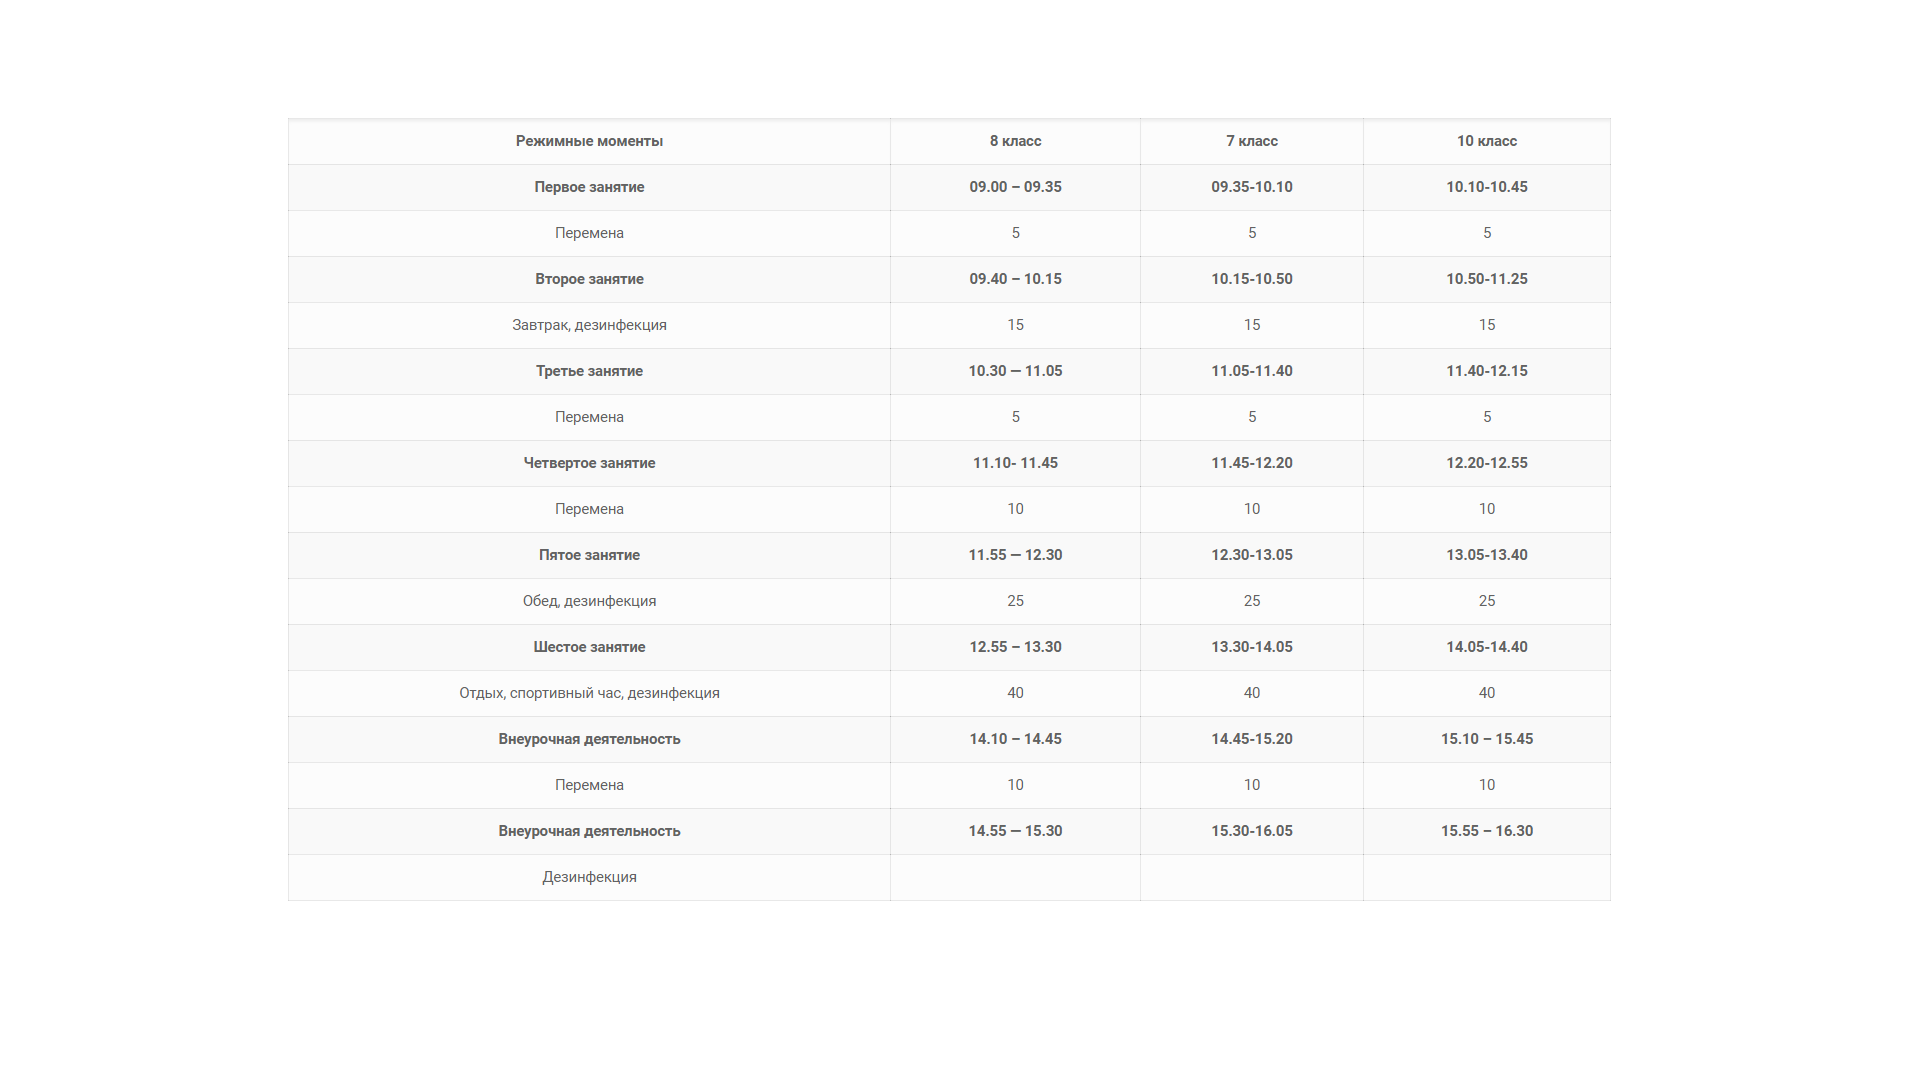 Режимные моменты 8 класс 7 класс 10 класс
Первое занятие 09.00 – 09.35 09.35-10.10 10.10-10.45
Перемена 5 5 5
Второе занятие 09.40 – 10.15 10.15-10.50 10.50-11.25
Завтрак, дезинфекция 15 15 15
Третье занятие 10.30 — 11.05 11.05-11.40 11.40-12.15
Перемена 5 5 5
Четвертое занятие 11.10- 11.45 11.45-12.20 12.20-12.55
Перемена 10 10 10
Пятое занятие 11.55 — 12.30 12.30-13.05 13.05-13.40
Обед, дезинфекция 25 25 25
Шестое занятие 12.55 – 13.30 13.30-14.05 14.05-14.40
Отдых, спортивный час, дезинфекция 40 40 40
Внеурочная деятельность 14.10 – 14.45 14.45-15.20 15.10 – 15.45
Перемена 10 10 10
Внеурочная деятельность 14.55 — 15.30 15.30-16.05 15.55 – 16.30
Дезинфекция